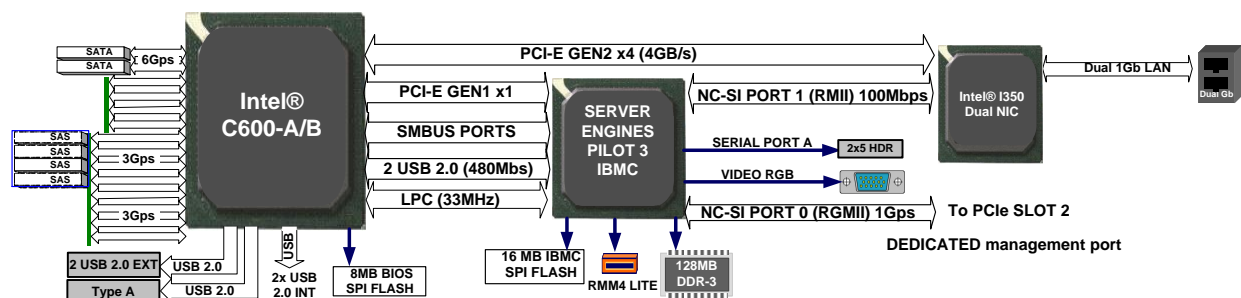 SATA
SATA
6Gps
SAS
SAS
SAS
SAS
3Gps
3Gps
Intel®
C600-A/B
PCI-E GEN2 x4 (4GB/s)
PCI-E GEN1 x1
SMBUS PORTS
2 USB 2.0 (480Mbs)
LPC (33MHz)
SERVER
ENGINES
PILOT 3
IBMC
NC-SI PORT 1 (RMII) 100Mbps
Intel® I350
Dual NIC
Dual 1Gb LAN
Dual Gb
SERIAL PORT A
2x5 HDR
VIDEO RGB
NC-SI PORT 0 (RGMII) 1Gps
To PCIe SLOT 2
DEDICATED management port
2 USB 2.0 EXT
USB 2.0
Type A
USB 2.0
USB
2x USB
2.0 INT
8MB BIOS
SPI FLASH
16 MB IBMC
SPI FLASH
RMM4 LITE
128MB
DDR-3